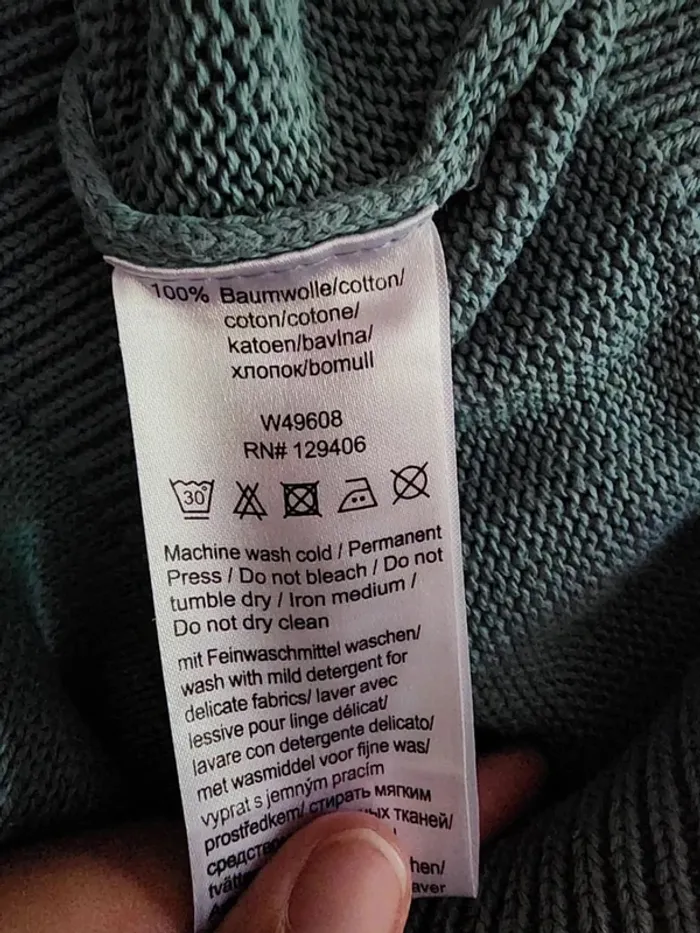 100% Baumwolle/cotton/
coton/cotone/
katoen/bavlna/
хлопок/bomull
W49608
RN# 129406
30°
Machine wash cold / Permanent
Press / Do not bleach / Do not
tumble dry / Iron medium /
Do not dry clean
mit Feinwaschmittel waschen/
wash with mild detergent for
delicate fabrics/ laver avec
lessive pour linge délicat/
lavare con detergente delicato/
met wasmiddel voor fijne was/
vyprat s jemným pracím
prostředkem/ стирать мягким
тканей/